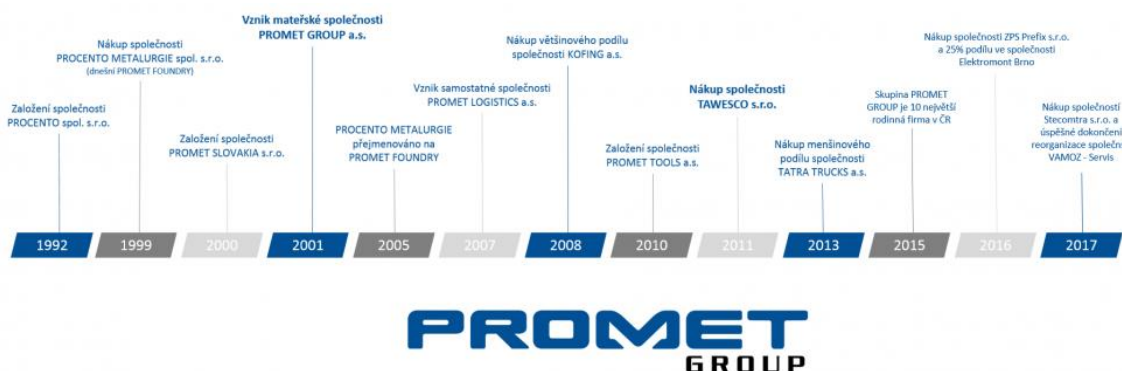 Založení společnosti
PROCENTO spol. s.r.o.
Nákup společnosti
PROCENTO METALURGIE spol. s.r.o.
(dnešní PROMET FOUNDRY)
Založení společnosti
PROMET SLOVAKIA s.r.o.
Vznik mateřské společnosti
PROMET GROUP a.s.
PROCENTO METALURGIE
přejmenováno na
PROMET FOUNDRY
Vznik samostatné společnosti
PROMET LOGISTICS a.s.
Nákup většinového podílu
společnosti KOFING a.s.
Založení společnosti
PROMET TOOLS a.s.
Nákup společnosti
TAWESCO s.r.o.
Nákup menšinového
podílu společnosti
TATRA TRUCKS a.s.
Skupina PROMET
GROUP je 10 největší
rodinná firma v ČR
Nákup společnosti ZPS Prefix s.r.o.
a 25% podílu ve společnosti
Elektromont Brno
Nákup společností
Stecomtra s.r.o. a
úspěšné dokončení
reorganizace společn
VAMOZ - Servis
1992 1999 2000 2001 2005 2007 2008 2010 2011 2013 2015 2016 2017
PROMET
GROUP